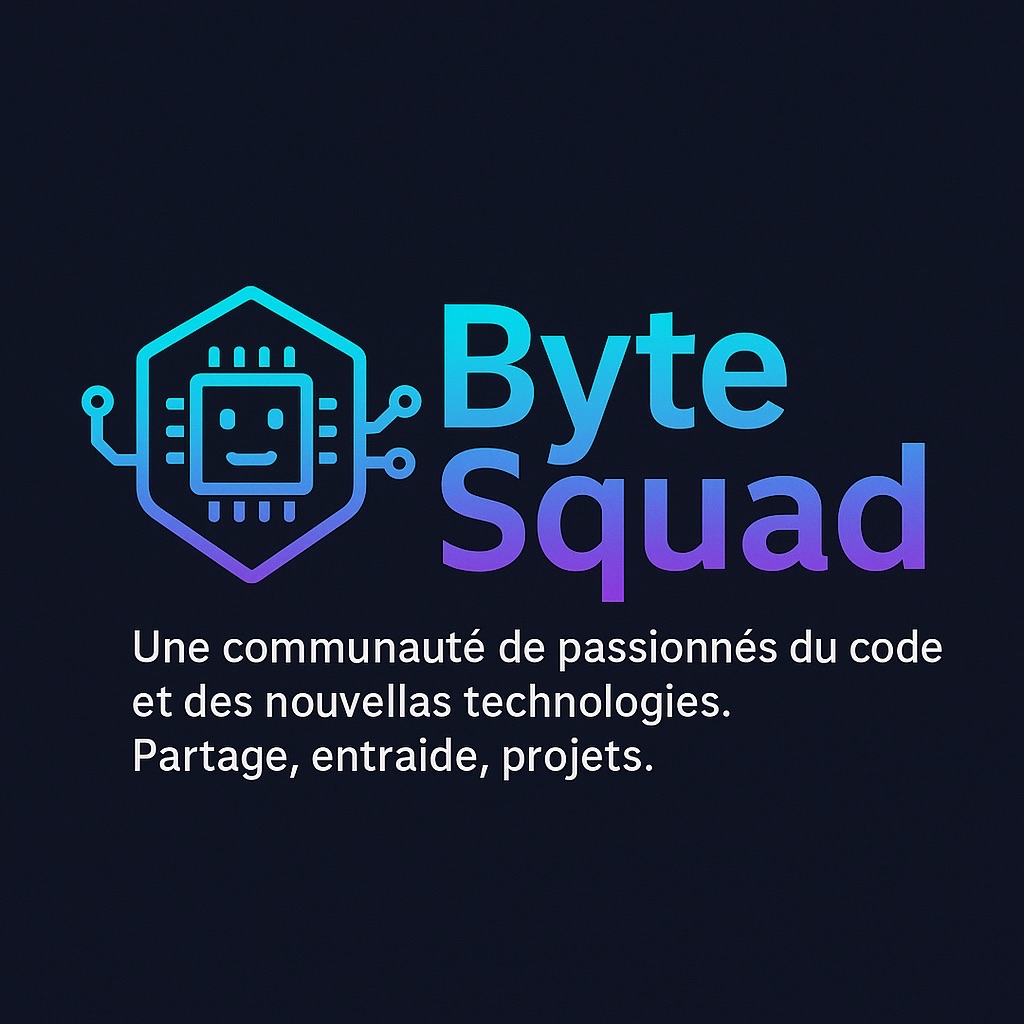 Byte
Squad
Une communauté de passionnés du code
et des nouvellas technologies.
Partage, entraide, projets.